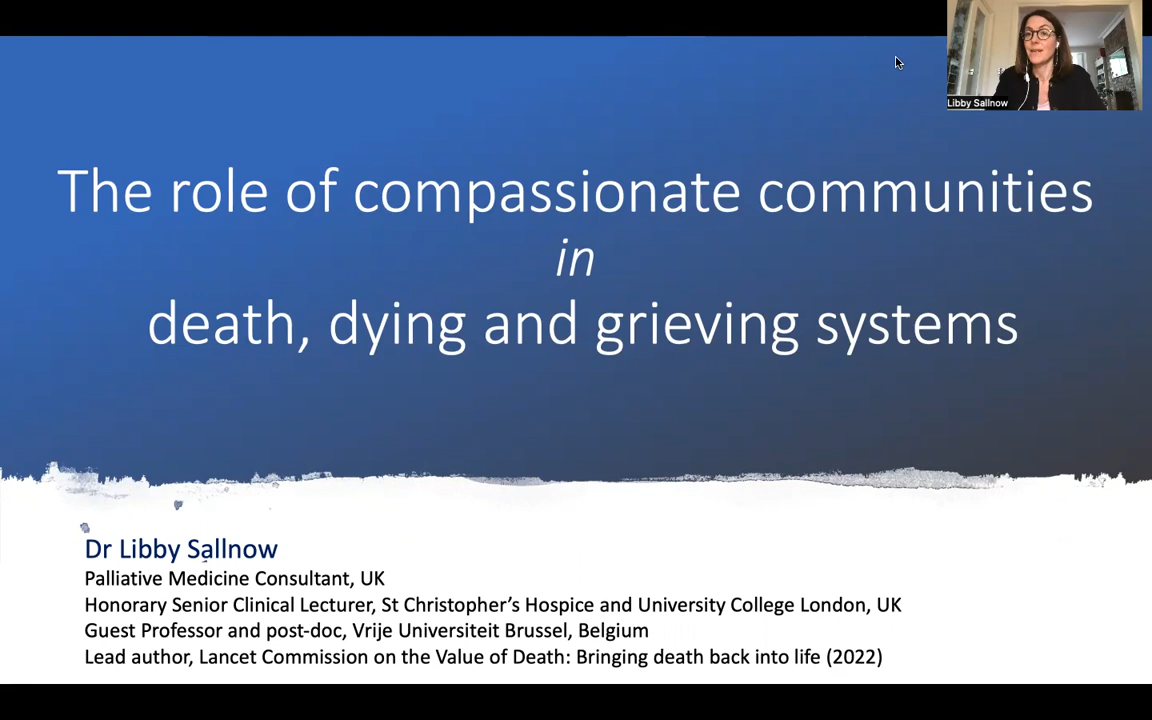 Libby Sallnow
The role of compassionate communities
in
death, dying and grieving systems
Dr Libby Sallnow
Palliative Medicine Consultant, UK
Honorary Senior Clinical Lecturer, St Christopher’s Hospice and University College London, UK
Guest Professor and post-doc, Vrije Universiteit Brussel, Belgium
Lead author, Lancet Commission on the Value of Death: Bringing death back into life (2022)